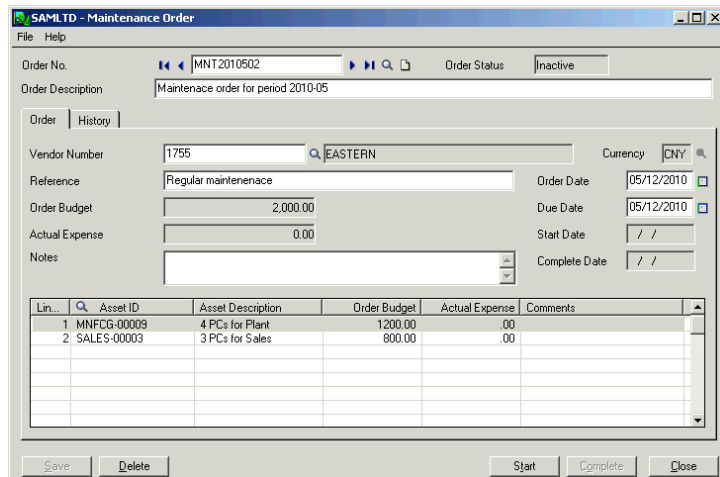 SAMLTD - Maintenance Order
File Help
Order No. MNT2010502 Order Status Inactive
Order Description Maintenace order for period 2010-05
Order History
Vendor Number 1755 EASTERN Currency CNY
Reference Regular maintenenace Order Date 05/12/2010
Order Budget 2,000.00 Due Date 05/12/2010
Actual Expense 0.00 Start Date / /
Notes Complete Date / /
Lin... Asset ID Asset Description Order Budget Actual Expense Comments
1 MNFCG-00009 4 PCs for Plant 1200.00 .00
2 SALES-00003 3 PCs for Sales 800.00 .00
Save Delete Start Complete Close